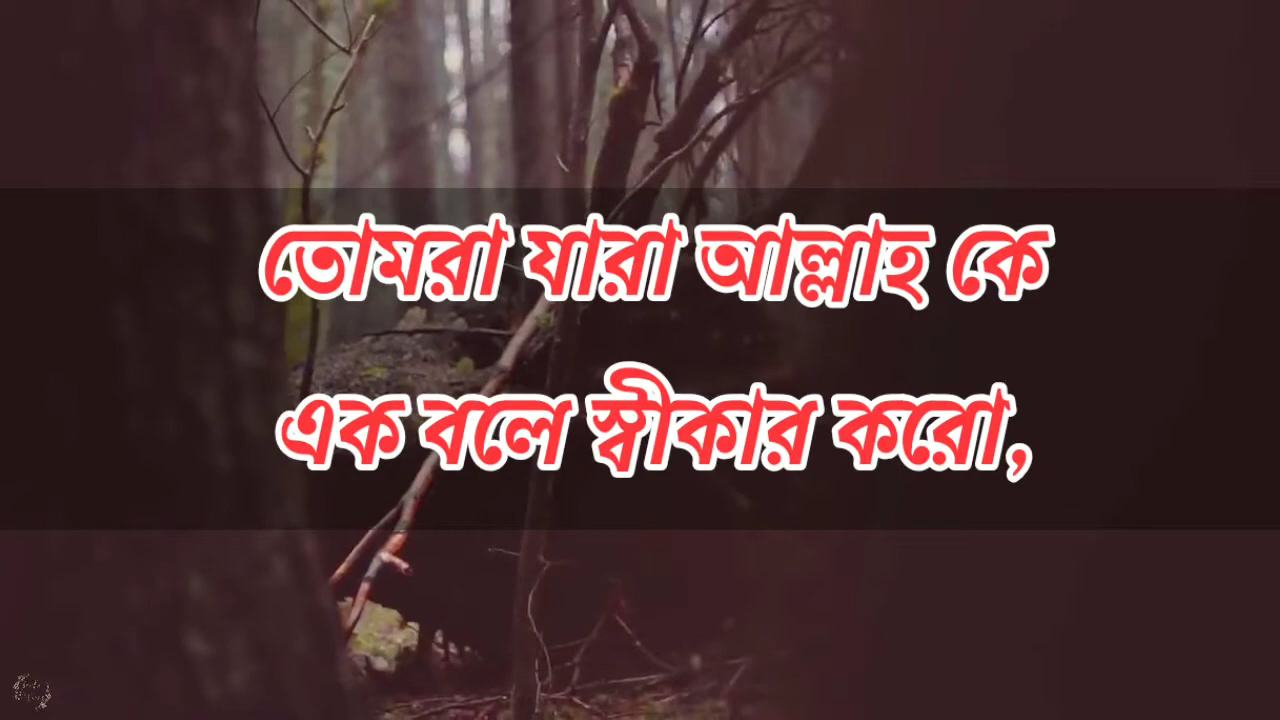 তোমরা যারা আল্লাহ কে
এক বলে স্বীকার করো,